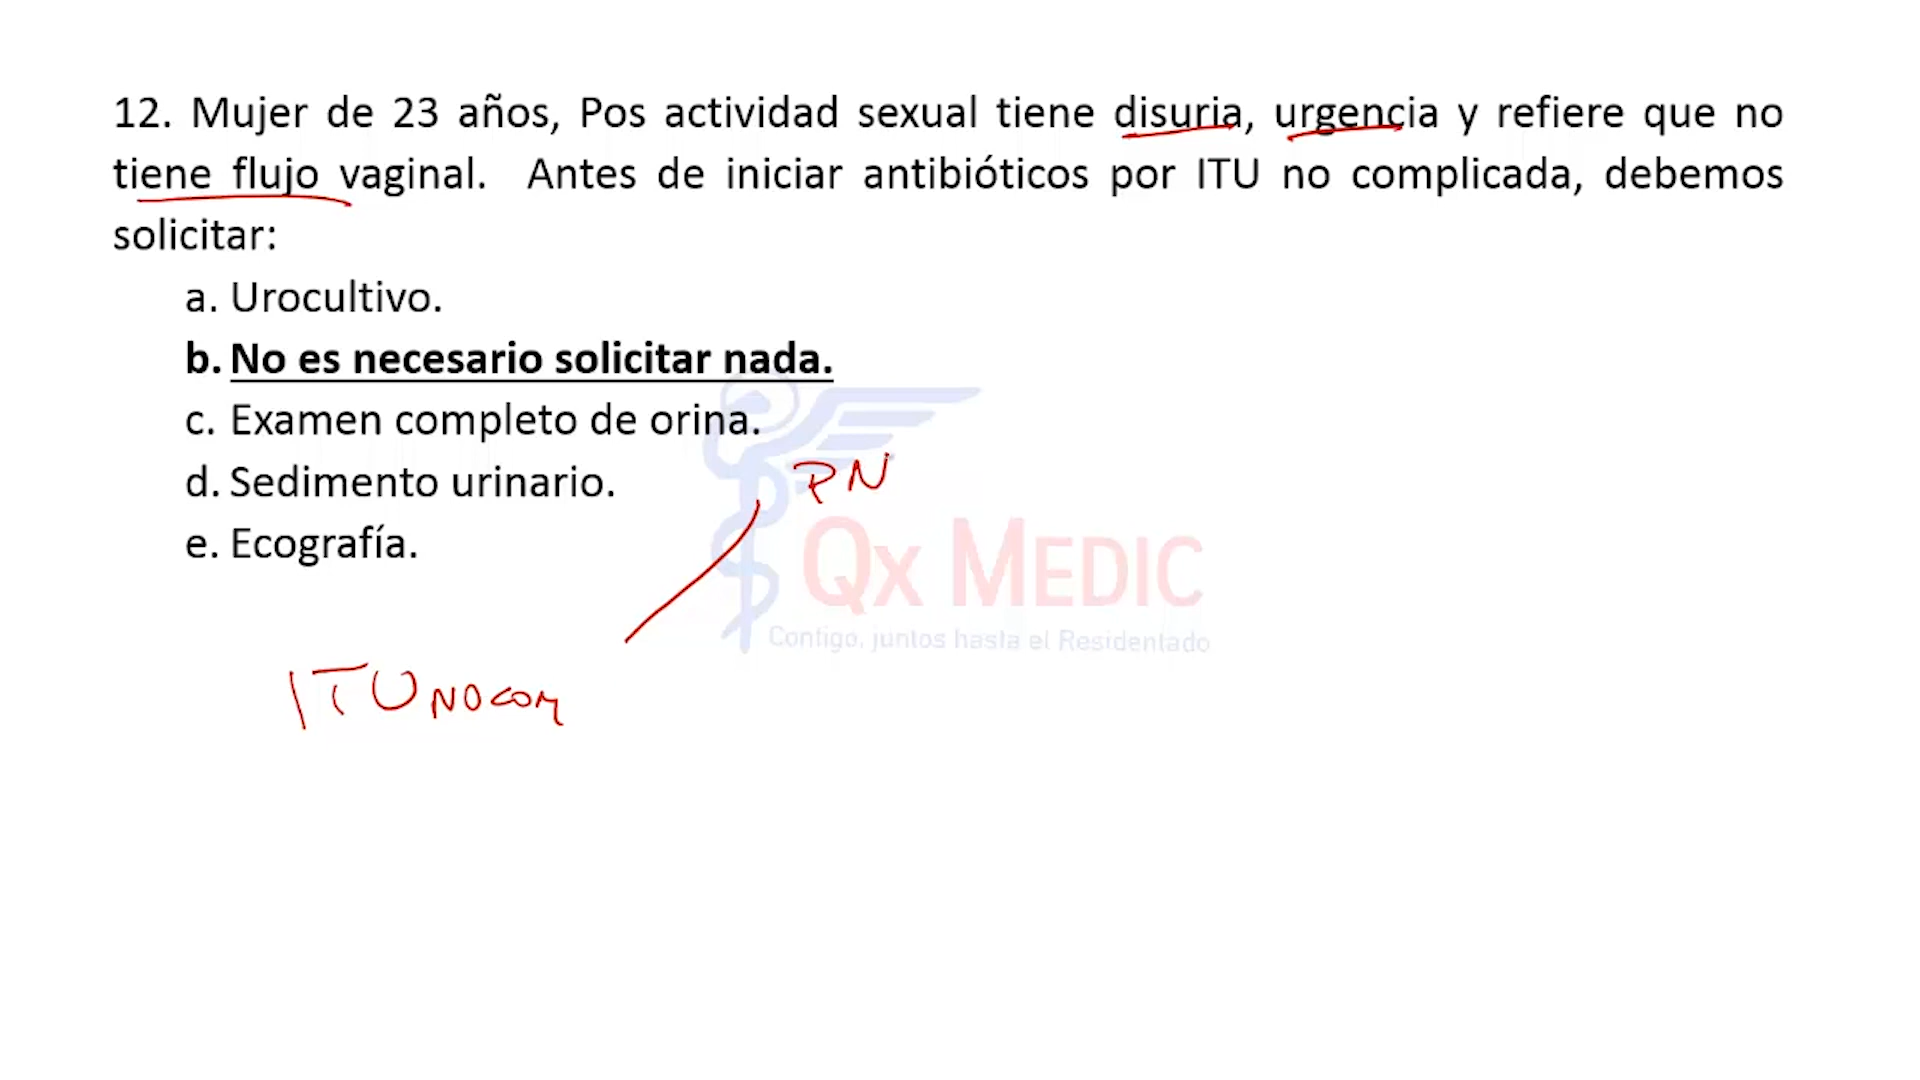 12. Mujer de 23 años, Pos actividad sexual tiene disuria, urgencia y refiere que no
tiene flujo vaginal. Antes de iniciar antibióticos por ITU no complicada, debemos
solicitar:
a. Urocultivo.
b. No es necesario solicitar nada.
c. Examen completo de orina.
d. Sedimento urinario.
PN
e. Ecografía.
Qx MEDIC
Contigo, juntos hasta el Residentado
ITU NO COM